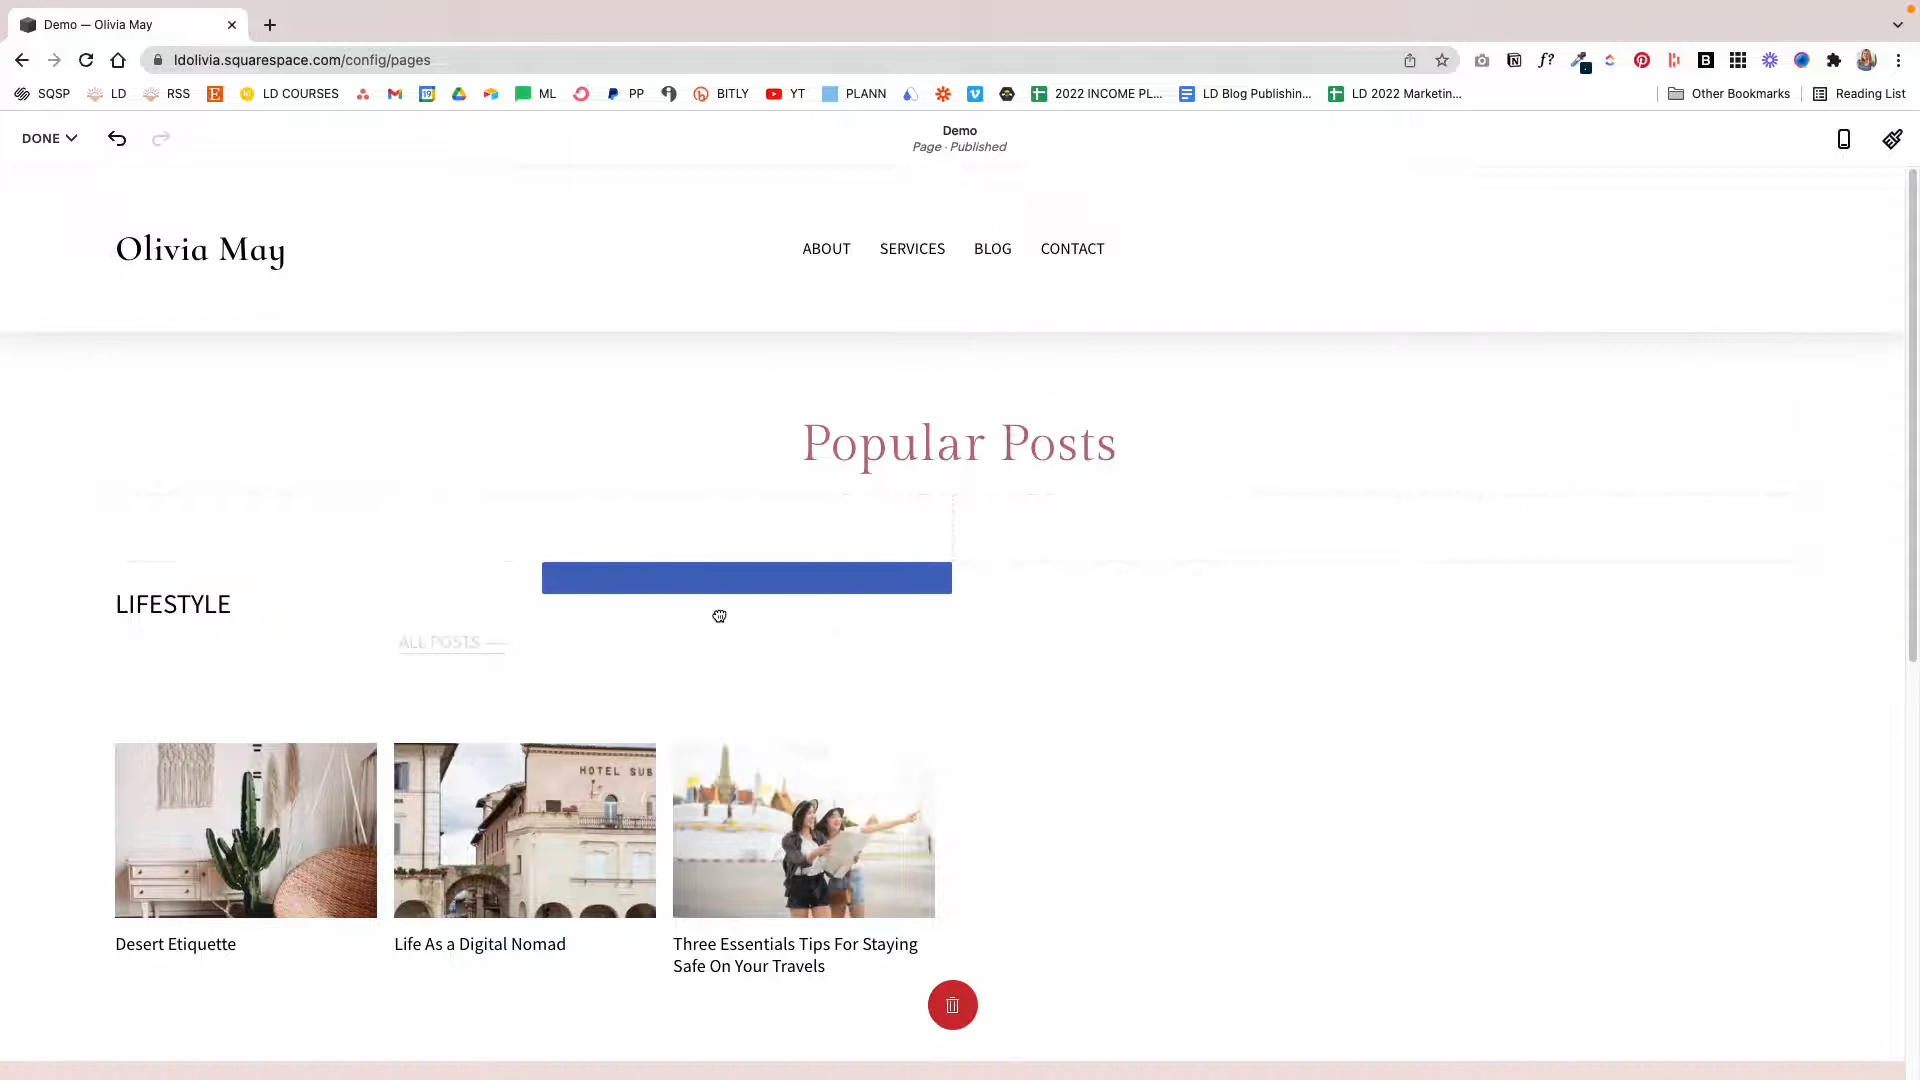 Demo — Olivia May
ldolivia.squarespace.com/config/pages
SQSP LD RSS LD COURSES 19 ML PP BITLY YT PLANN 2022 INCOME PL... LD Blog Publishin... LD 2022 Marketin... Other Bookmarks Reading List
DONE
Demo
Page · Published
Olivia May
ABOUT SERVICES BLOG CONTACT
Popular Posts
LIFESTYLE
ALL POSTS —
HOTEL SUB
Desert Etiquette
Life As a Digital Nomad
Three Essentials Tips For Staying
Safe On Your Travels